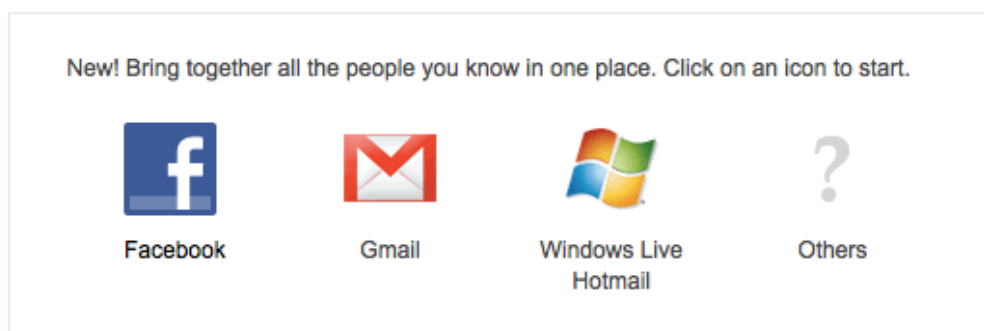 New! Bring together all the people you know in one place. Click on an icon to start.
Facebook
Gmail
Windows Live
Hotmail
Others